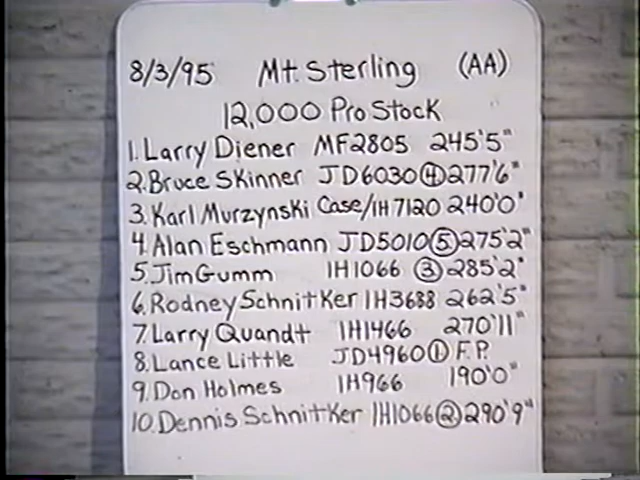 8/3/95 Mt. Sterling (AA)
12,000 Pro Stock
1. Larry Diener MF2805 245'5"
2. Bruce Skinner JD6030 ④ 277'6"
3. Karl Murzynski Case/IH 7120 240'0"
4. Alan Eschmann JD5010 ⑤ 275'2"
5. Jim Gumm IH1066 ③ 285'2"
6. Rodney Schnitker IH3688 262'5"
7. Larry Quandt IH1466 270'11"
8. Lance Little JD4960 ① F.P.
9. Don Holmes IH966 190'0"
10. Dennis Schnitker IH1066 ② 290'9"